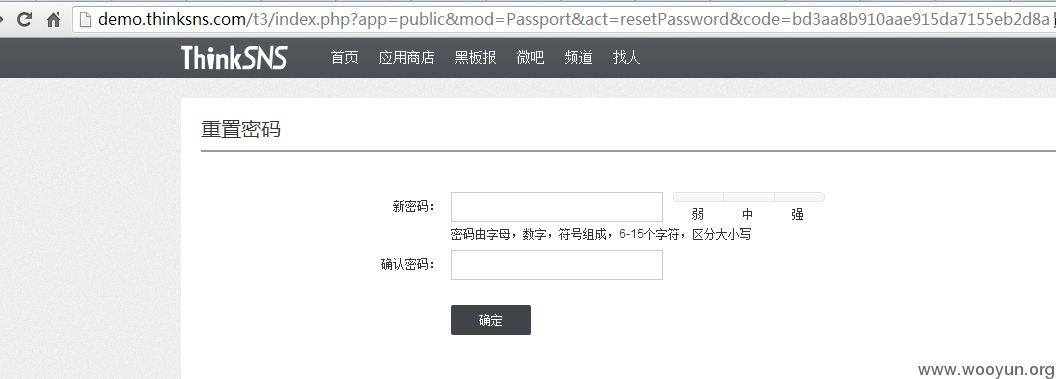 demo.thinksns.com/t3/index.php?app=public&mod=Passport&act=resetPassword&code=bd3aa8b910aae915da7155eb2d8a
ThinkSNS 首页 应用商店 黑板报 微吧 频道 找人
重置密码
新密码：
弱 中 强
密码由字母，数字，符号组成，6-15个字符，区分大小写
确认密码：
确定
www.wooyun.org